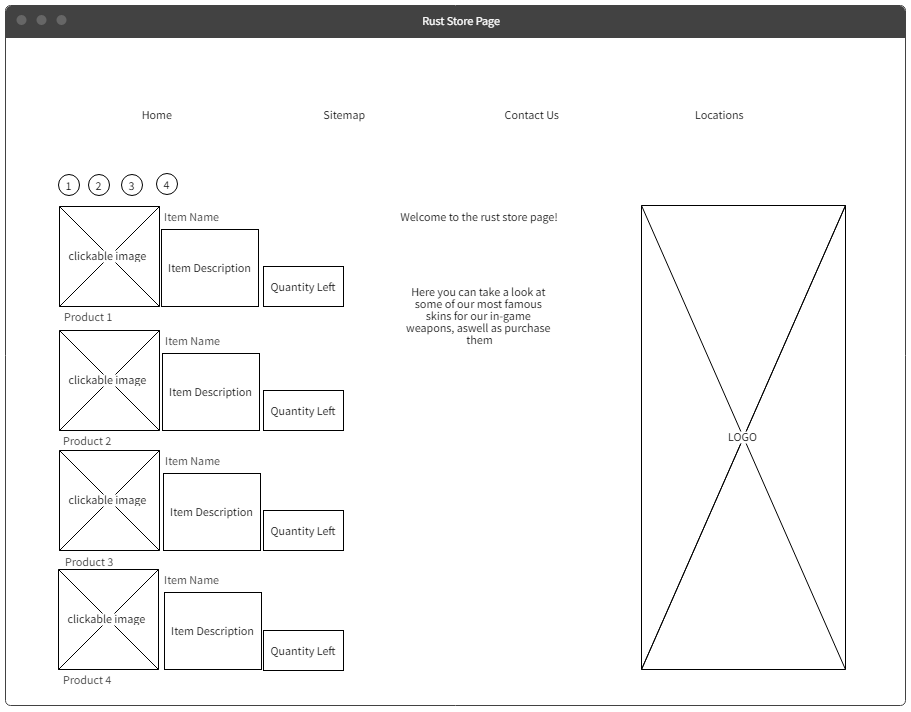 Rust Store Page
Home Sitemap Contact Us Locations
1 2 3 4
Item Name
clickable image
Item Description
Quantity Left
Product 1
Item Name
clickable image
Item Description
Quantity Left
Product 2
Item Name
clickable image
Item Description
Quantity Left
Product 3
Item Name
clickable image
Item Description
Quantity Left
Product 4
Welcome to the rust store page!
Here you can take a look at
some of our most famous
skins for our in-game
weapons, aswell as purchase
them
LOGO